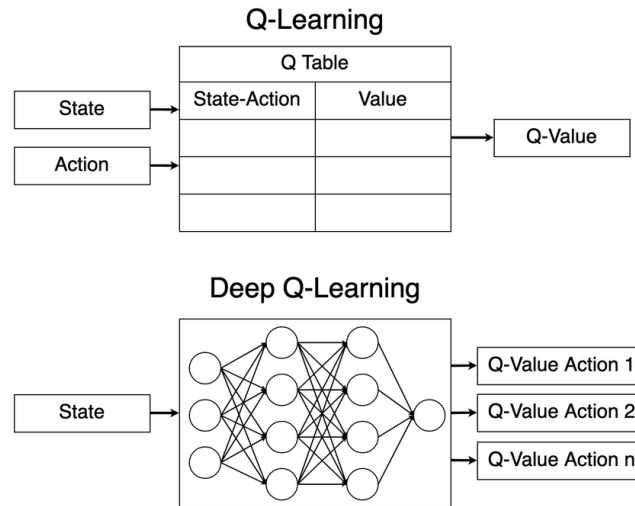 Q-Learning
Q Table
State-Action
Value
State
Action
Q-Value
Deep Q-Learning
State
Q-Value Action 1
Q-Value Action 2
Q-Value Action n